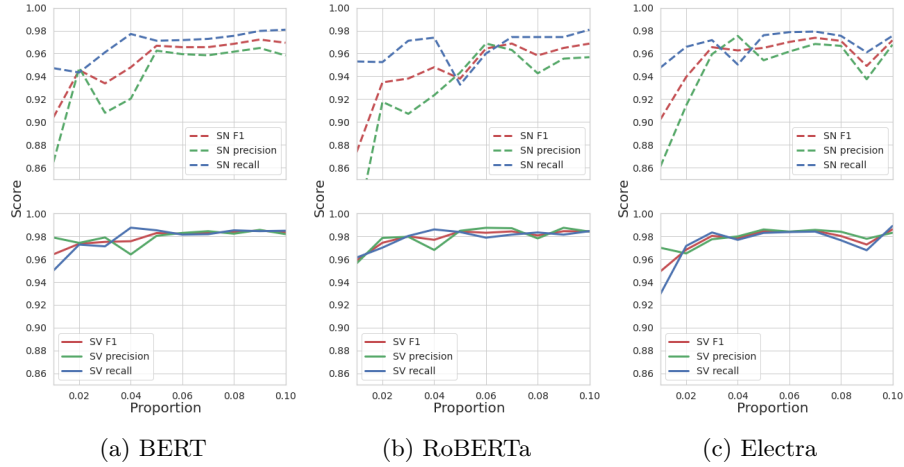 1.00
0.98
0.96
0.94
0.92
0.90
0.88
0.86
SN F1
SN precision
SN recall
1.00
0.98
0.96
0.94
0.92
0.90
0.88
0.86
SV F1
SV precision
SV recall
0.02 0.04 0.06 0.08 0.10
Score
Proportion
(a) BERT
1.00
0.98
0.96
0.94
0.92
0.90
0.88
0.86
SN F1
SN precision
SN recall
1.00
0.98
0.96
0.94
0.92
0.90
0.88
0.86
SV F1
SV precision
SV recall
0.02 0.04 0.06 0.08 0.10
Score
Proportion
(b) RoBERTa
1.00
0.98
0.96
0.94
0.92
0.90
0.88
0.86
SN F1
SN precision
SN recall
1.00
0.98
0.96
0.94
0.92
0.90
0.88
0.86
SV F1
SV precision
SV recall
0.02 0.04 0.06 0.08 0.10
Score
Proportion
(c) Electra